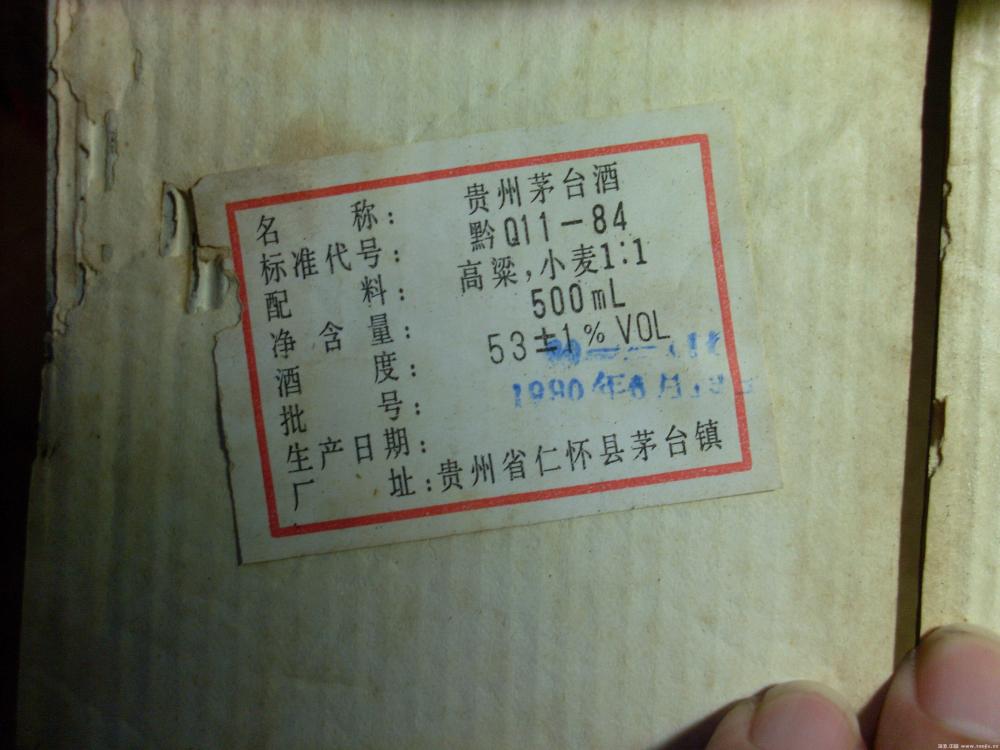 名称：贵州茅台酒
标准代号：黔Q11－84
配料：高粱,小麦1:1
净含量：500mL
酒度：53±1%VOL
批号：
生产日期：1990年6月
厂址：贵州省仁怀县茅台镇